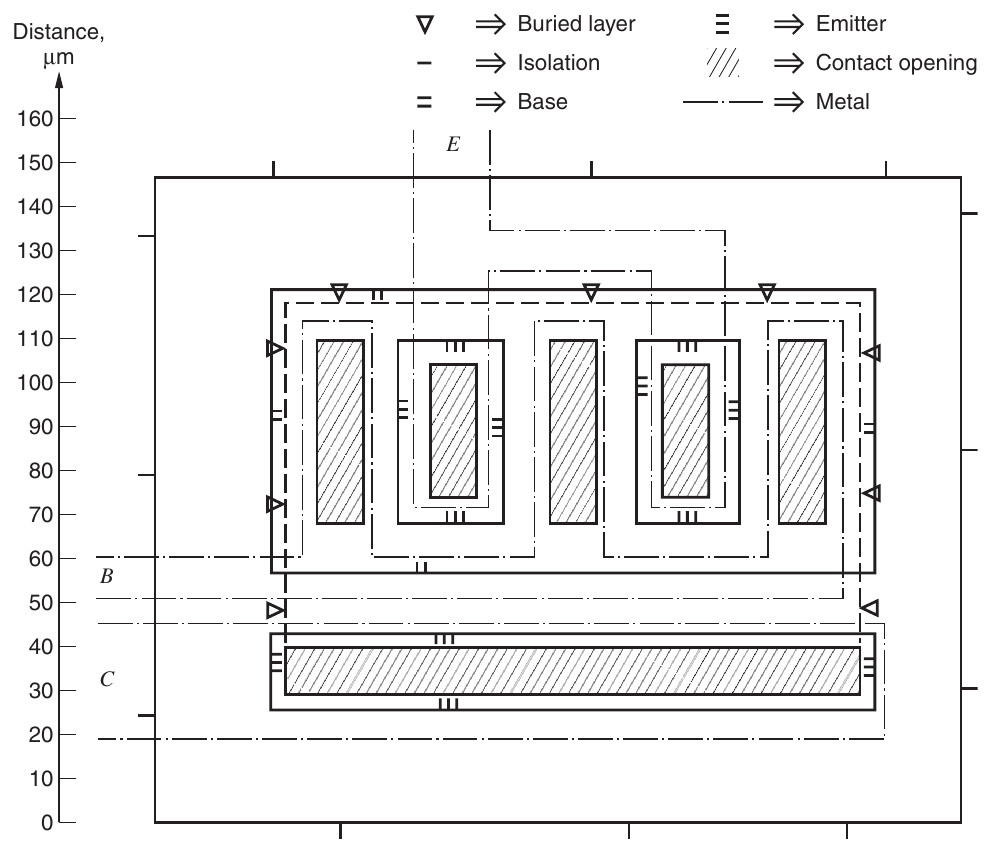 Distance,
μm
⇒ Buried layer
⇒ Emitter
⇒ Isolation
⇒ Contact opening
⇒ Base
⇒ Metal
E
160
150
140
130
120
110
100
90
80
70
60
B
50
40
C
30
20
10
0